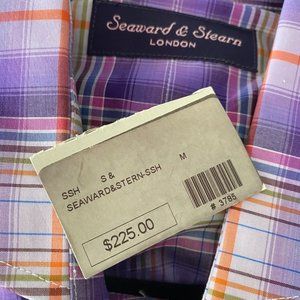 Seaward & Stearn
LONDON
SSH S &
SEAWARD&STERN-SSH M
$225.00
# 3785